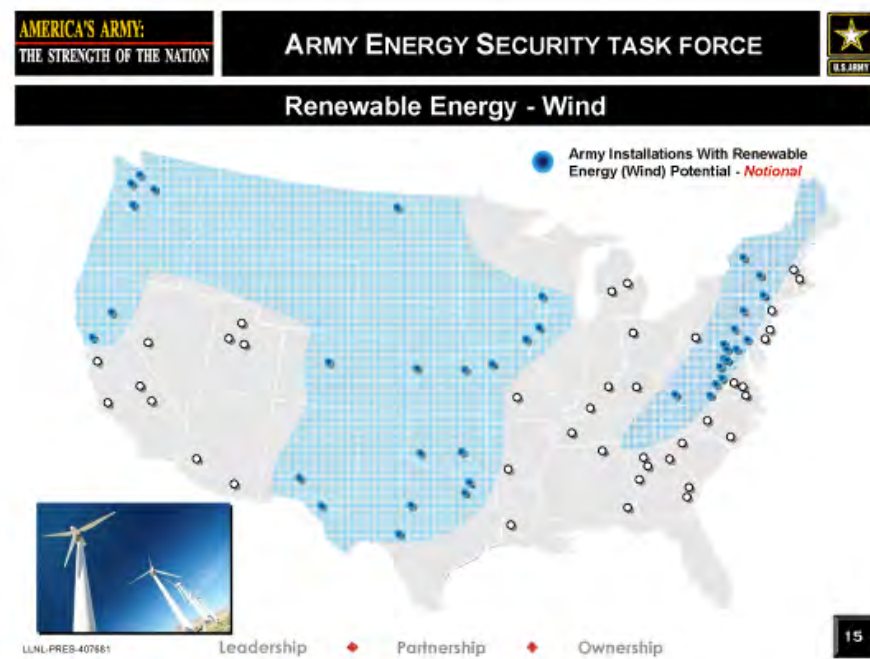 AMERICA'S ARMY:
THE STRENGTH OF THE NATION
ARMY ENERGY SECURITY TASK FORCE
U.S.ARMY
Renewable Energy - Wind
Army Installations With Renewable
Energy (Wind) Potential - Notional
LLNL-PRES-407681
Leadership
Partnership
Ownership
15